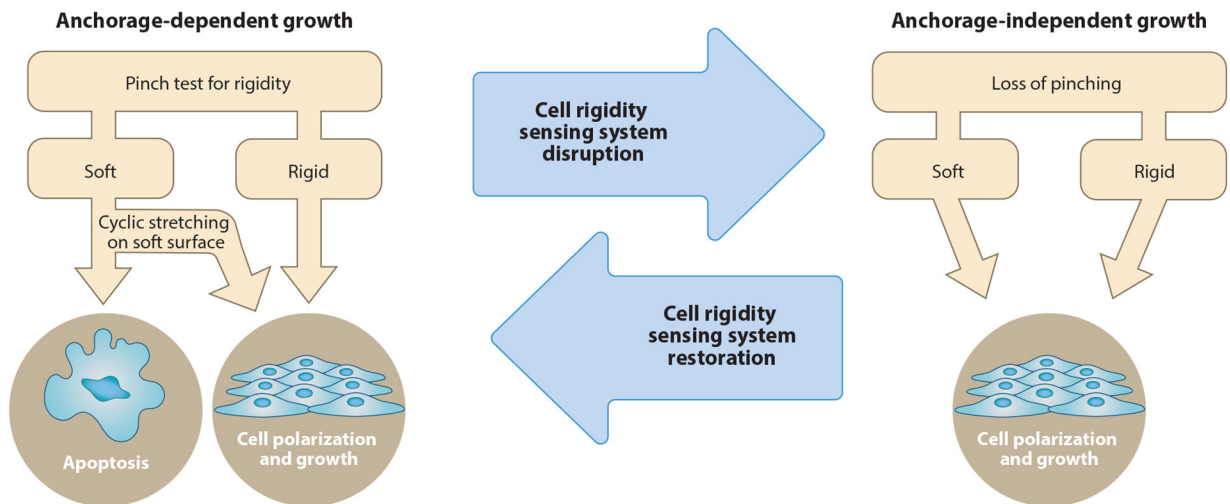 Anchorage-dependent growth
Pinch test for rigidity
Soft
Rigid
Cyclic stretching
on soft surface
Apoptosis
Cell polarization
and growth
Cell rigidity
sensing system
disruption
Cell rigidity
sensing system
restoration
Anchorage-independent growth
Loss of pinching
Soft
Rigid
Cell polarization
and growth